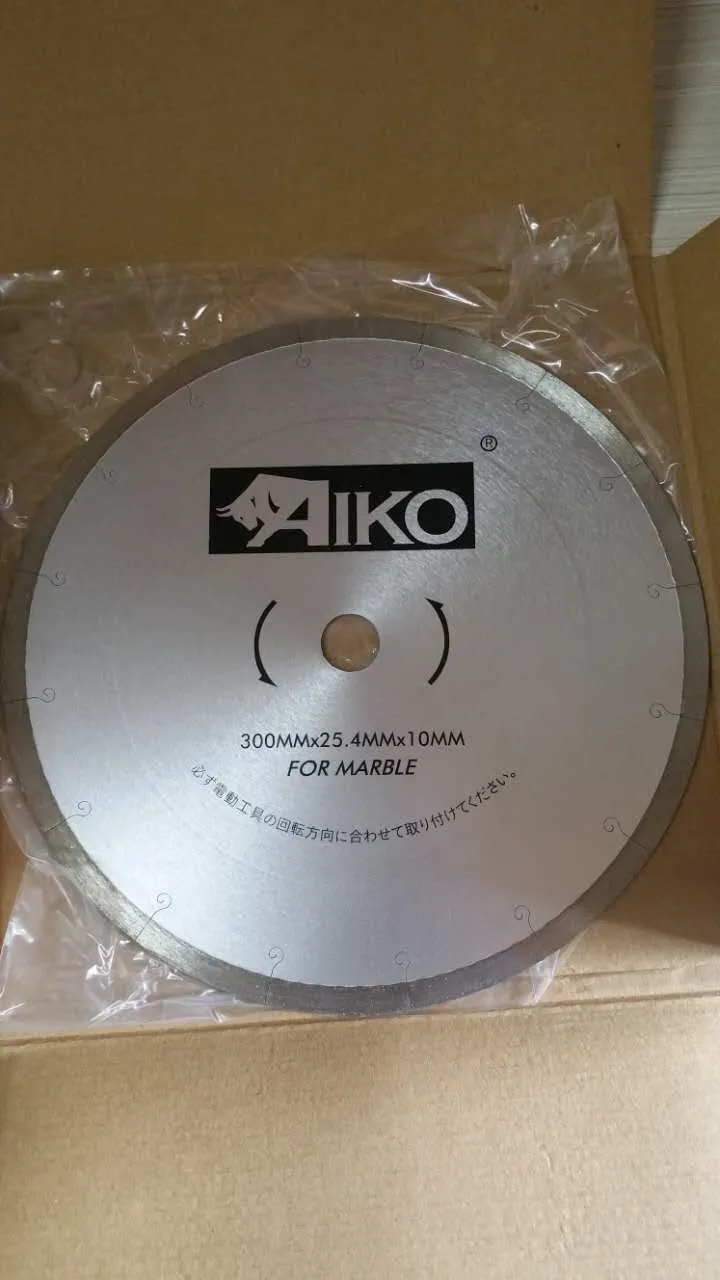 ®
AIKO
300MMx25.4MMx10MM
FOR MARBLE
必ず電動工具の回転方向に合わせて取り付けてください。